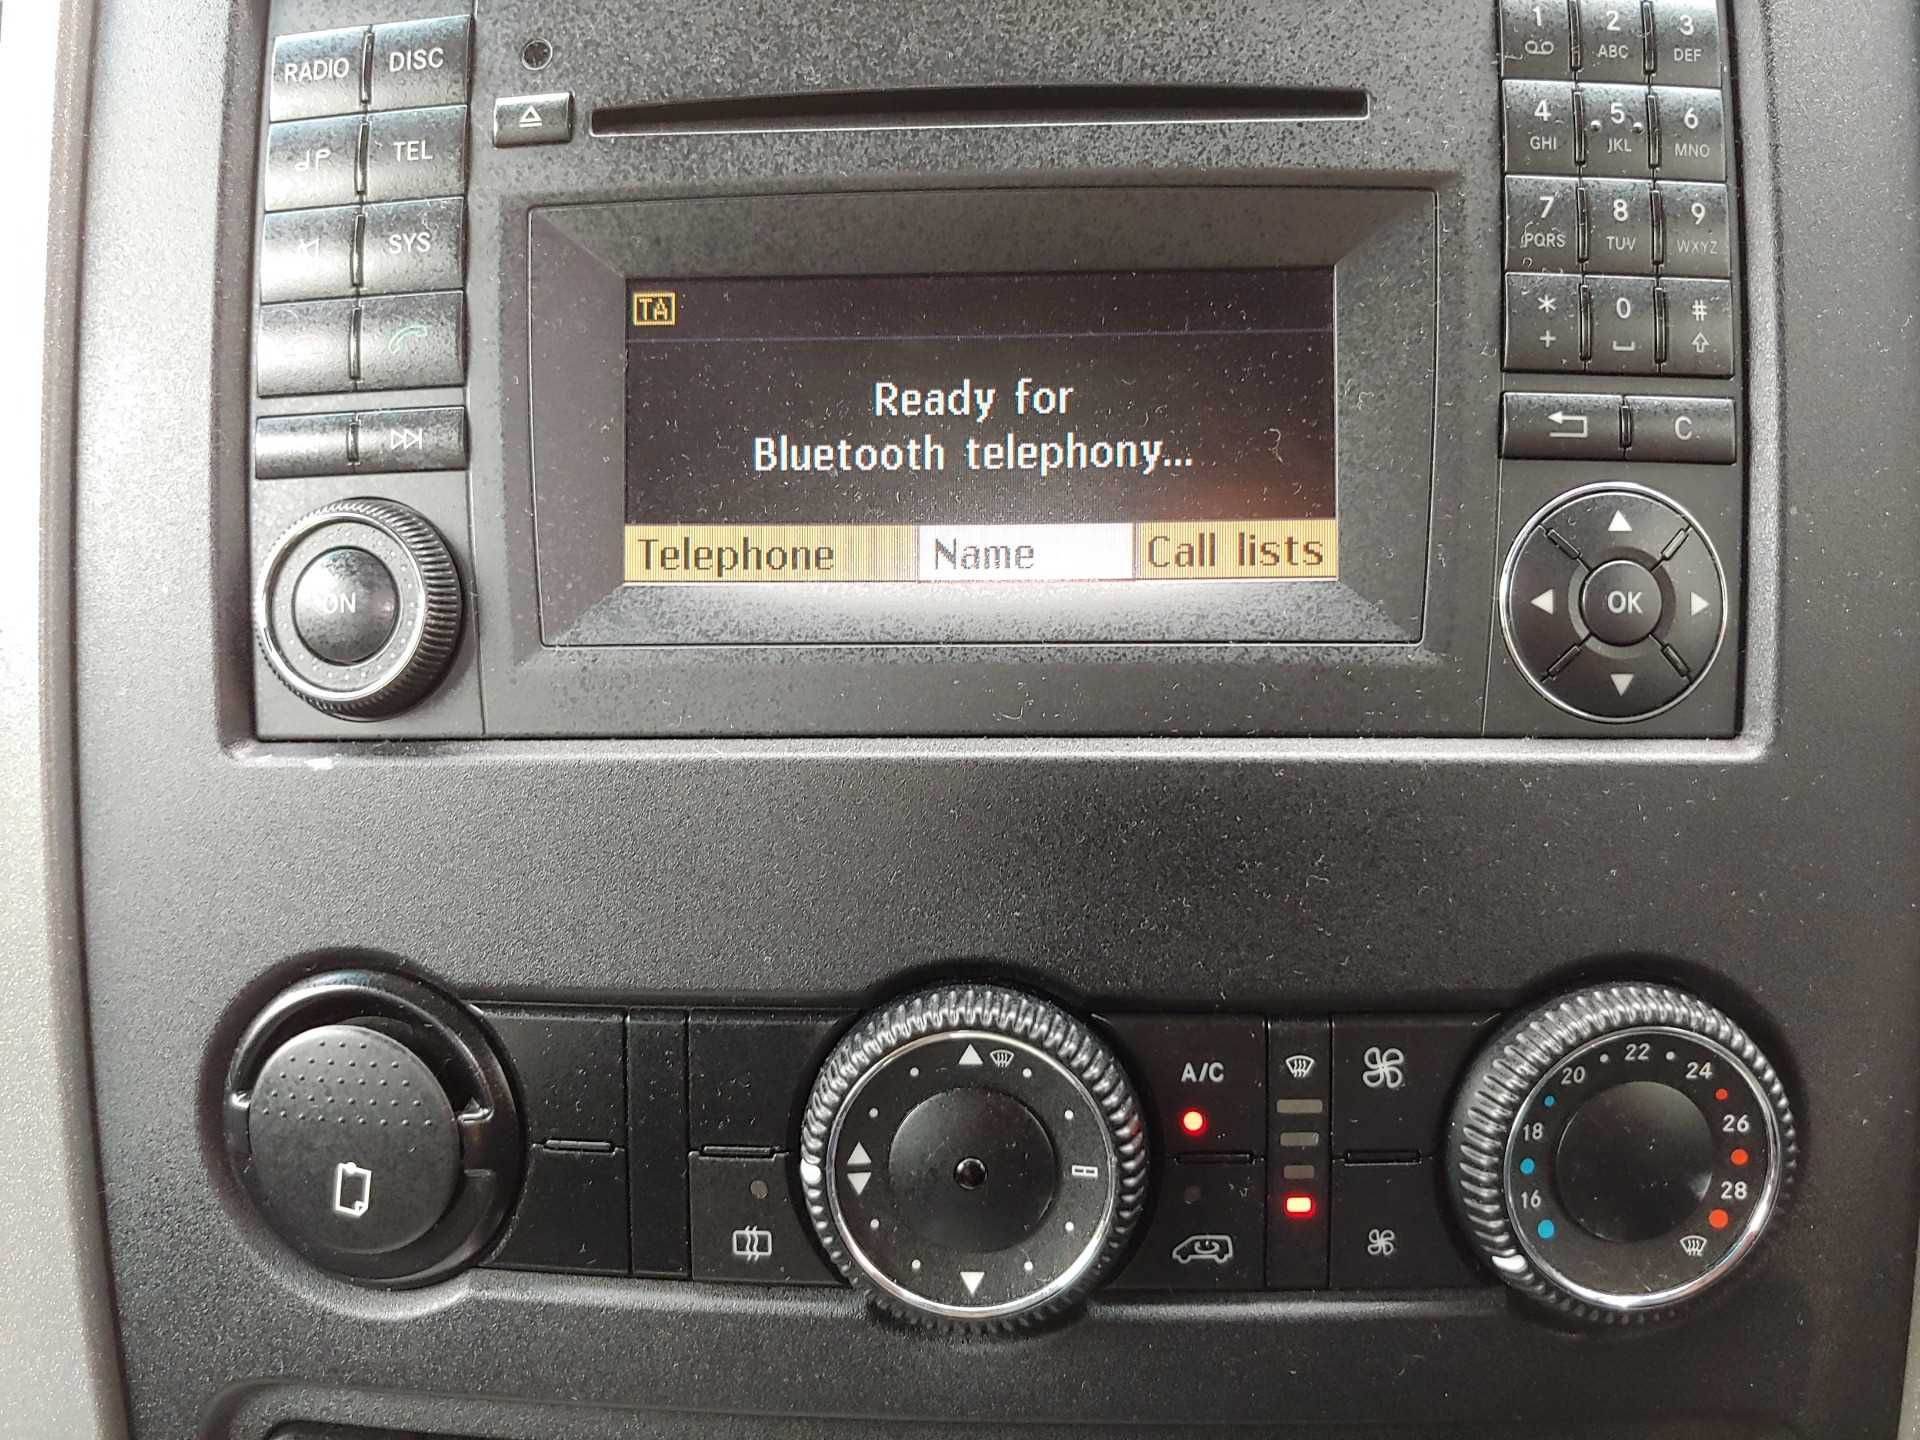 RADIO DISC
TEL
SYS
ON
TA
Ready for
Bluetooth telephony...
Telephone Name Call lists
1 2 3
ABC DEF
4 5 6
GHI JKL MNO
7 8 9
PQRS TUV WXYZ
* 0 #
+
C
OK
A/C
16 18 20 22 24 26 28